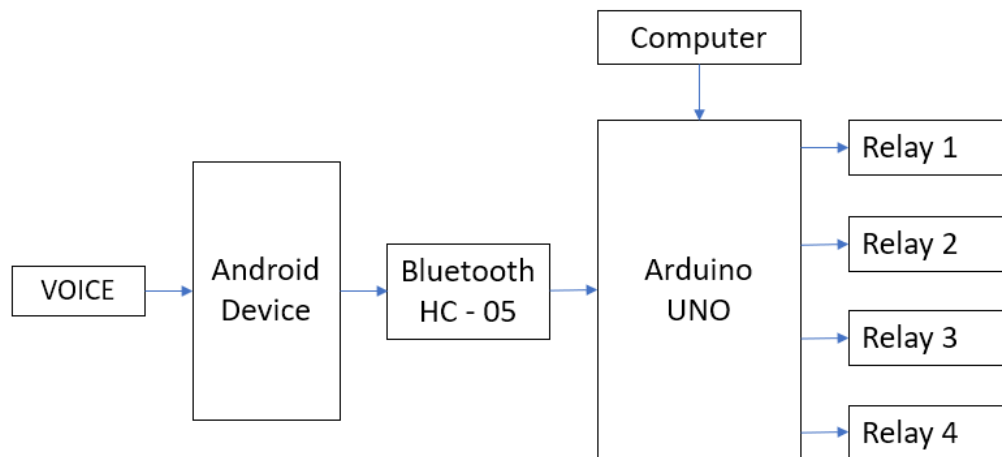 Computer
VOICE
Android
Device
Bluetooth
HC - 05
Arduino
UNO
Relay 1
Relay 2
Relay 3
Relay 4